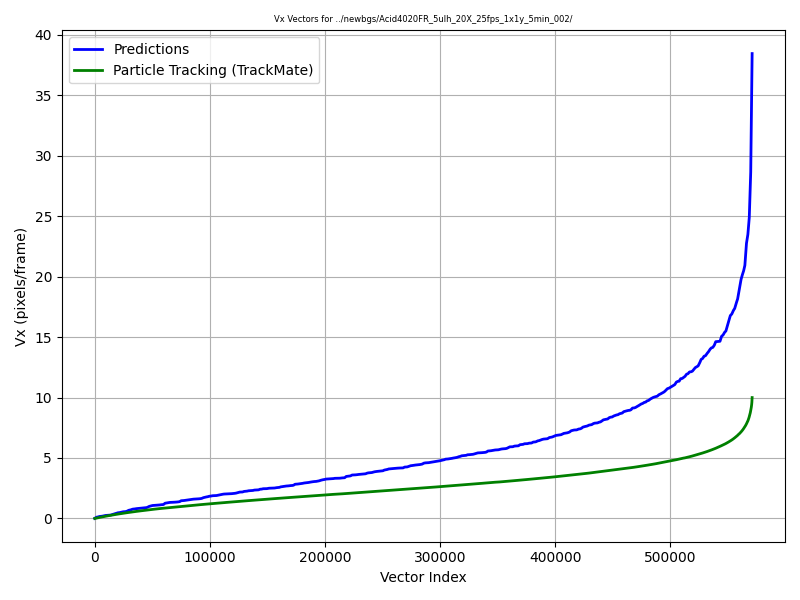 Vx Vectors for ../newbgs/Acid4020FR_5ulh_20X_25fps_1x1y_5min_002/
Predictions
Particle Tracking (TrackMate)
40
35
30
25
20
15
10
5
0
Vx (pixels/frame)
0 100000 200000 300000 400000 500000
Vector Index